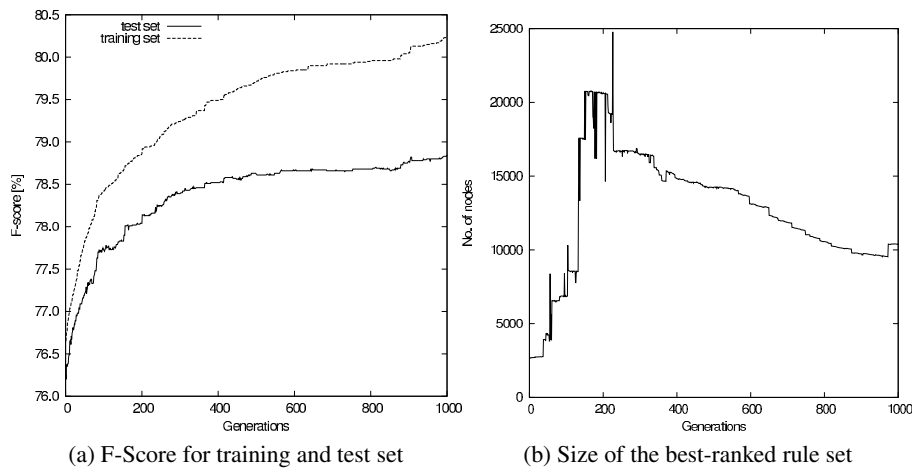 80.5
80.0
79.5
79.0
78.5
78.0
77.5
77.0
76.5
76.0
F-score [%]
test set
training set
0 200 400 600 800 1000
Generations
(a) F-Score for training and test set
25000
20000
15000
10000
5000
0
No. of nodes
0 200 400 600 800 1000
Generations
(b) Size of the best-ranked rule set